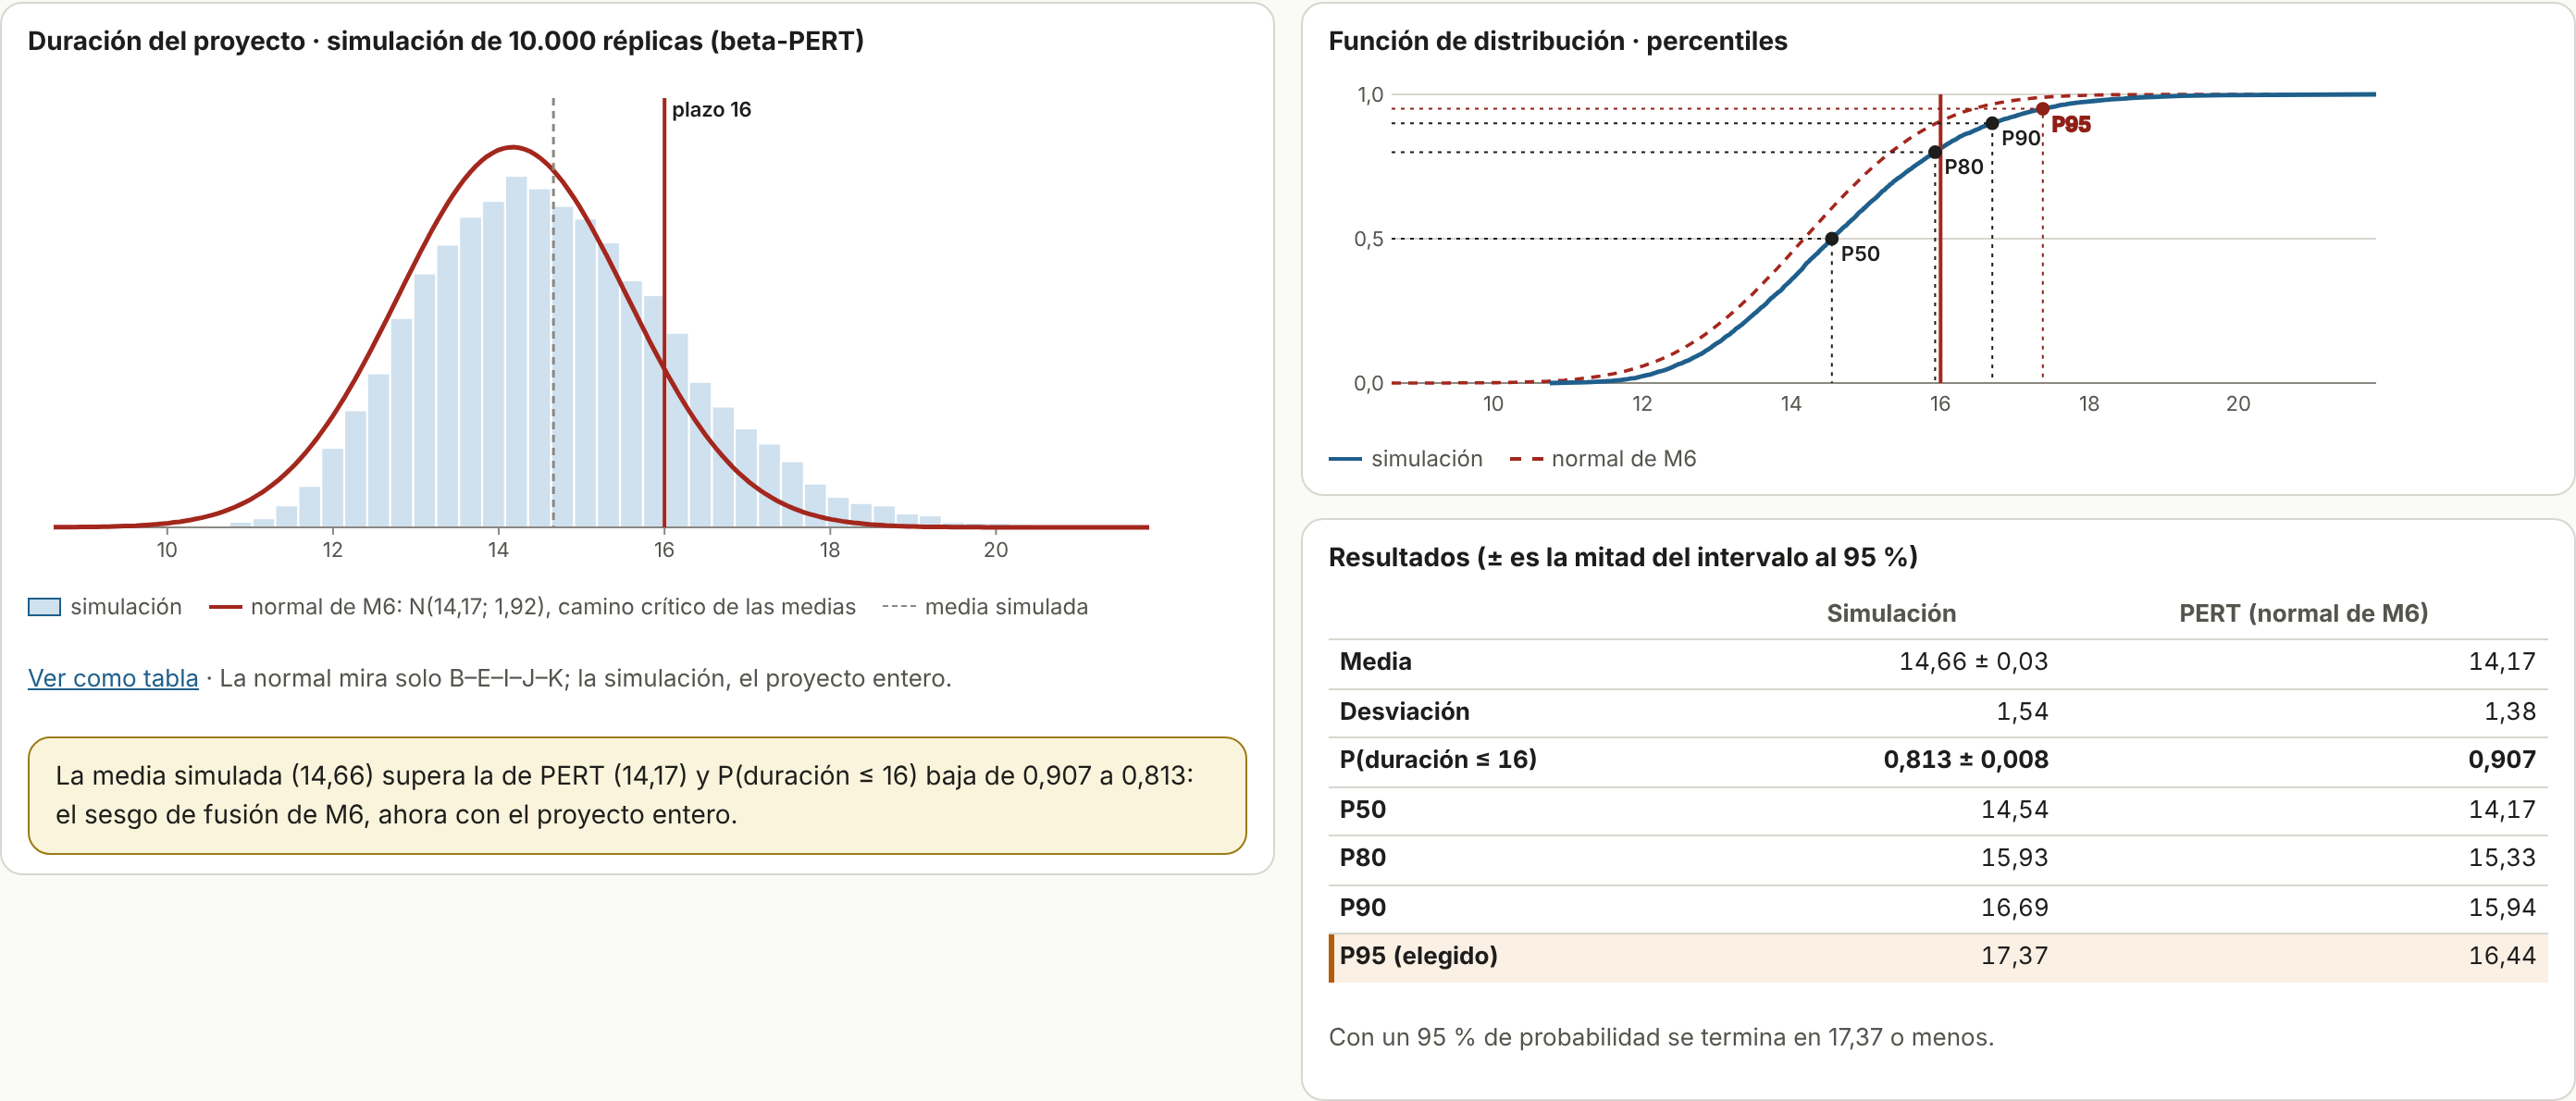 Duración del proyecto · simulación de 10.000 réplicas (beta-PERT)
plazo 16
10 12 14 16 18 20
simulación normal de M6: N(14,17; 1,92), camino crítico de las medias media simulada
Ver como tabla · La normal mira solo B–E–I–J–K; la simulación, el proyecto entero.
La media simulada (14,66) supera la de PERT (14,17) y P(duración ≤ 16) baja de 0,907 a 0,813:
el sesgo de fusión de M6, ahora con el proyecto entero.
Función de distribución · percentiles
1,0
P95
P90
P80
0,5
P50
0,0
10 12 14 16 18 20
simulación normal de M6
Resultados (± es la mitad del intervalo al 95 %)
Simulación PERT (normal de M6)
Media 14,66 ± 0,03 14,17
Desviación 1,54 1,38
P(duración ≤ 16) 0,813 ± 0,008 0,907
P50 14,54 14,17
P80 15,93 15,33
P90 16,69 15,94
P95 (elegido) 17,37 16,44
Con un 95 % de probabilidad se termina en 17,37 o menos.